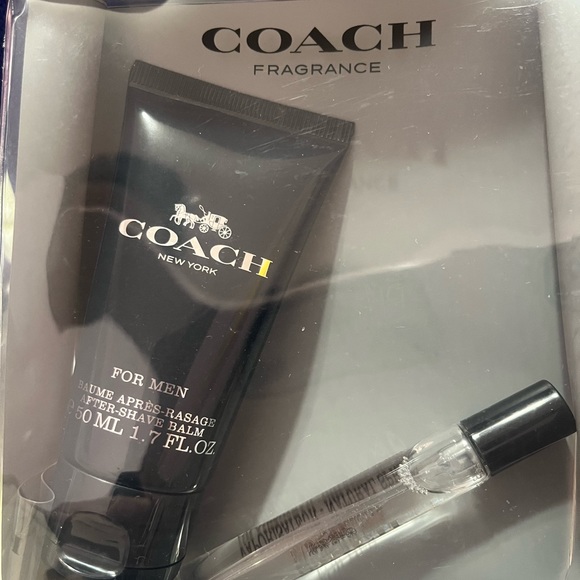 COACH
FRAGRANCE
COACH
NEW YORK
FOR MEN
BAUME APRÈS-RASAGE
AFTER-SHAVE BALM
50 ML 1.7 FL.OZ.